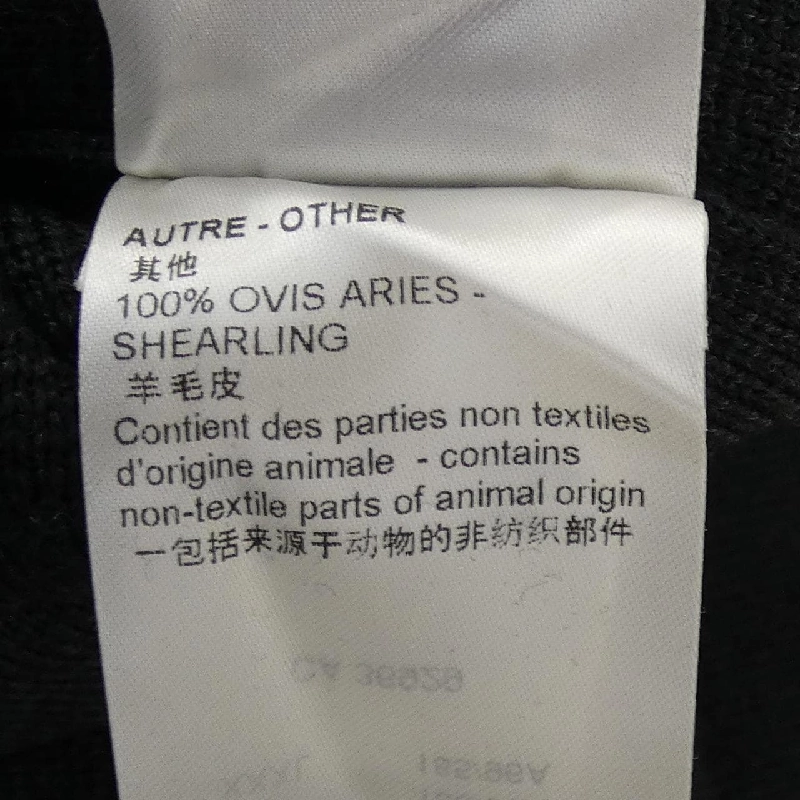 AUTRE - OTHER
其他
100% OVIS ARIES -
SHEARLING
羊毛皮
Contient des parties non textiles
d'origine animale - contains
non-textile parts of animal origin
一包括来源于动物的非纺织部件
CA 36929